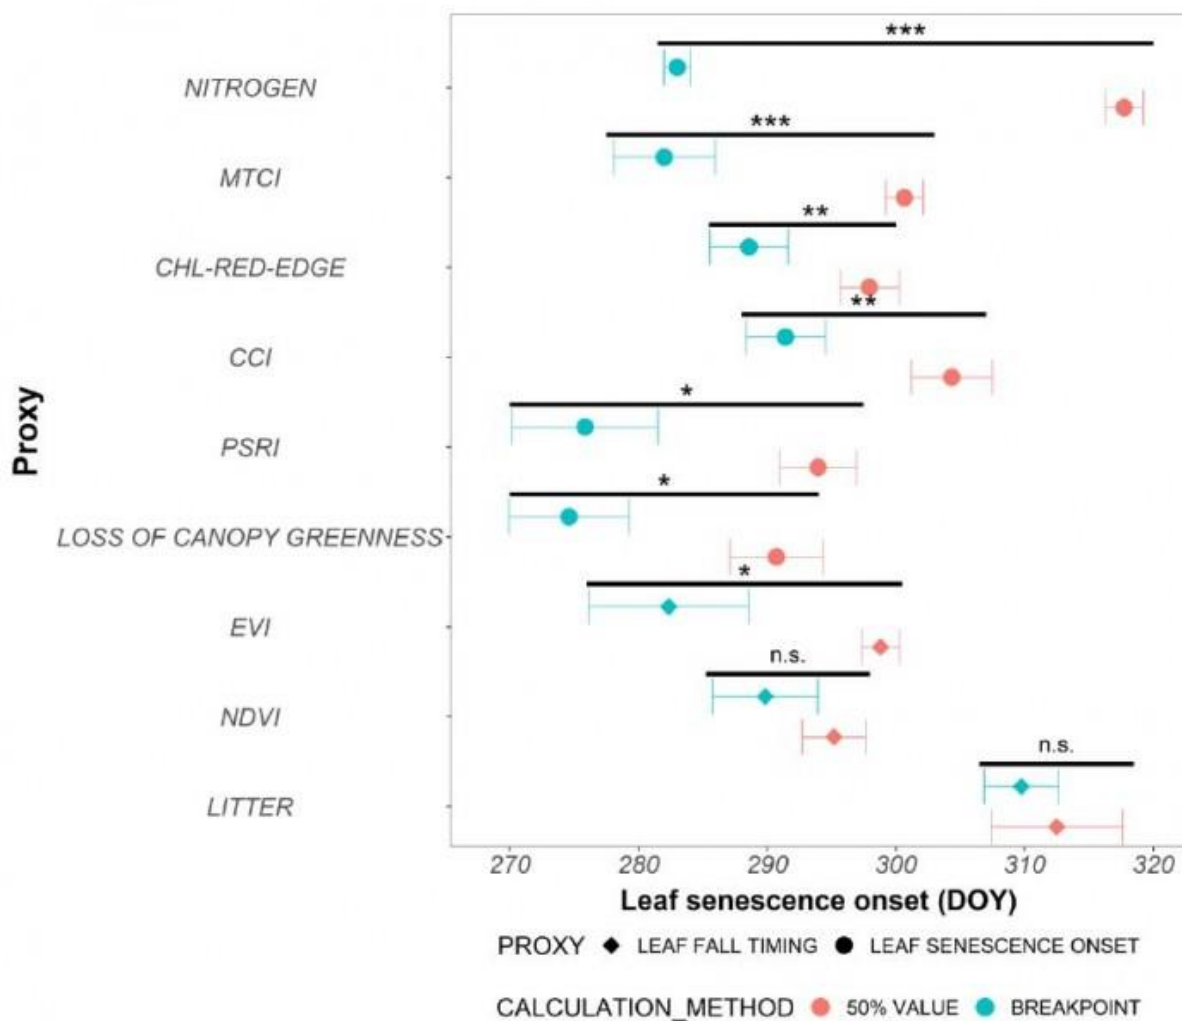 ***
NITROGEN
***
MTCI
**
CHL-RED-EDGE
**
CCI
*
PSRI
*
LOSS OF CANOPY GREENNESS
*
EVI
n.s.
NDVI
n.s.
LITTER
Proxy
270 280 290 300 310 320
Leaf senescence onset (DOY)
PROXY LEAF FALL TIMING LEAF SENESCENCE ONSET
CALCULATION_METHOD 50% VALUE BREAKPOINT